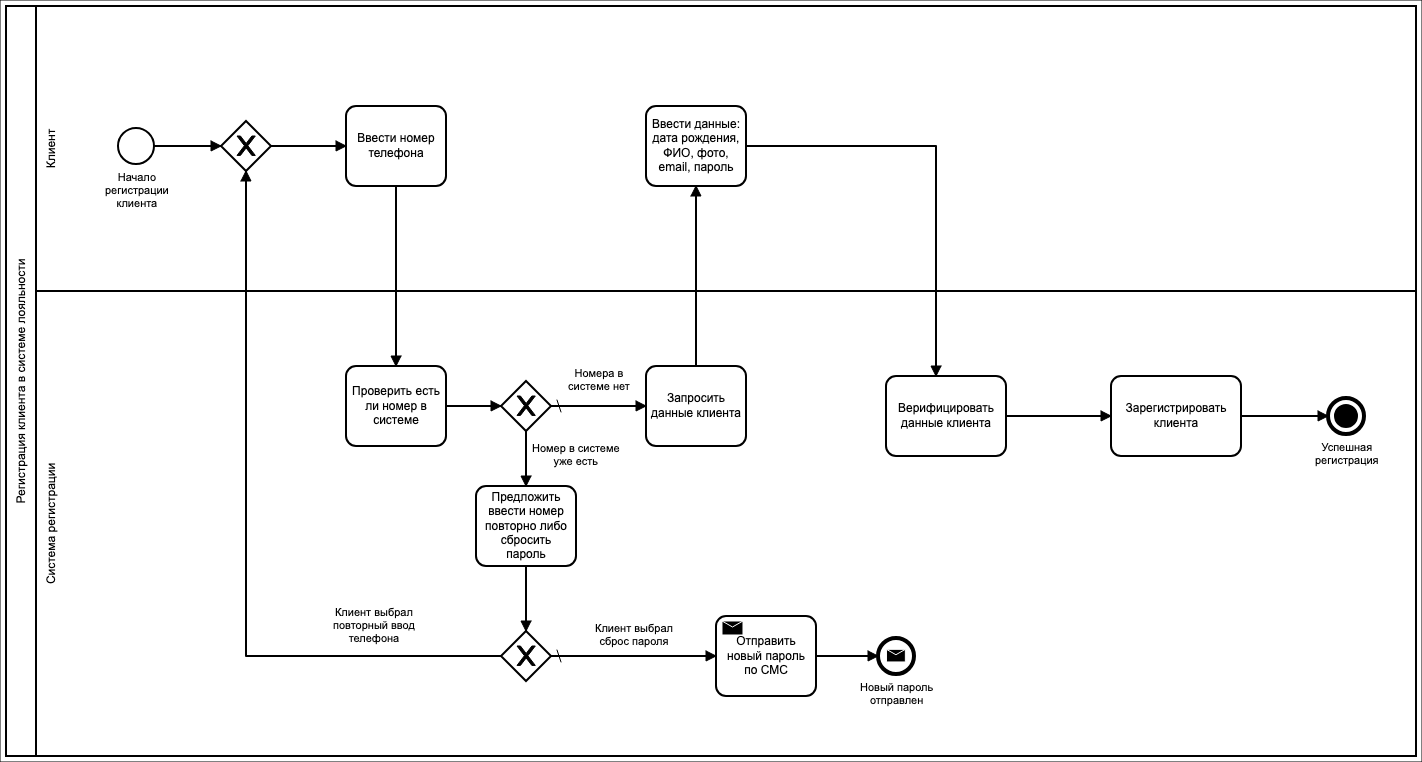 Регистрация клиента в системе лояльности
Клиент
Начало
регистрации
клиента
Ввести номер
телефона
Ввести данные:
дата рождения,
ФИО, фото,
email, пароль
Система регистрации
Проверить есть
ли номер в
системе
Номера в
системе нет
Запросить
данные клиента
Верифицировать
данные клиента
Зарегистрировать
клиента
Успешная
регистрация
Номер в системе
уже есть
Предложить
ввести номер
повторно либо
сбросить
пароль
Клиент выбрал
повторный ввод
телефона
Клиент выбрал
сброс пароля
Отправить
новый пароль
по СМС
Новый пароль
отправлен